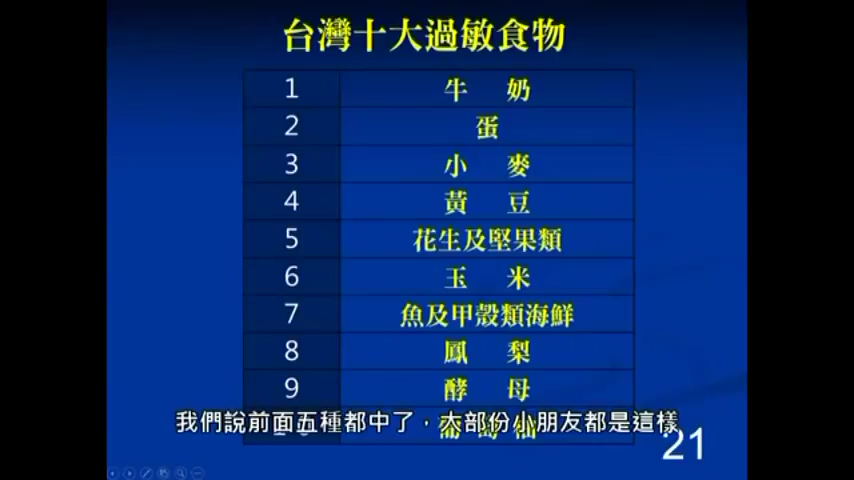 台灣十大過敏食物
1 牛 奶
2 蛋
3 小 麥
4 黃 豆
5 花生及堅果類
6 玉 米
7 魚及甲殼類海鮮
8 鳳 梨
9 酵 母
我們說前面五種都中了，大部份小朋友都是這樣
21